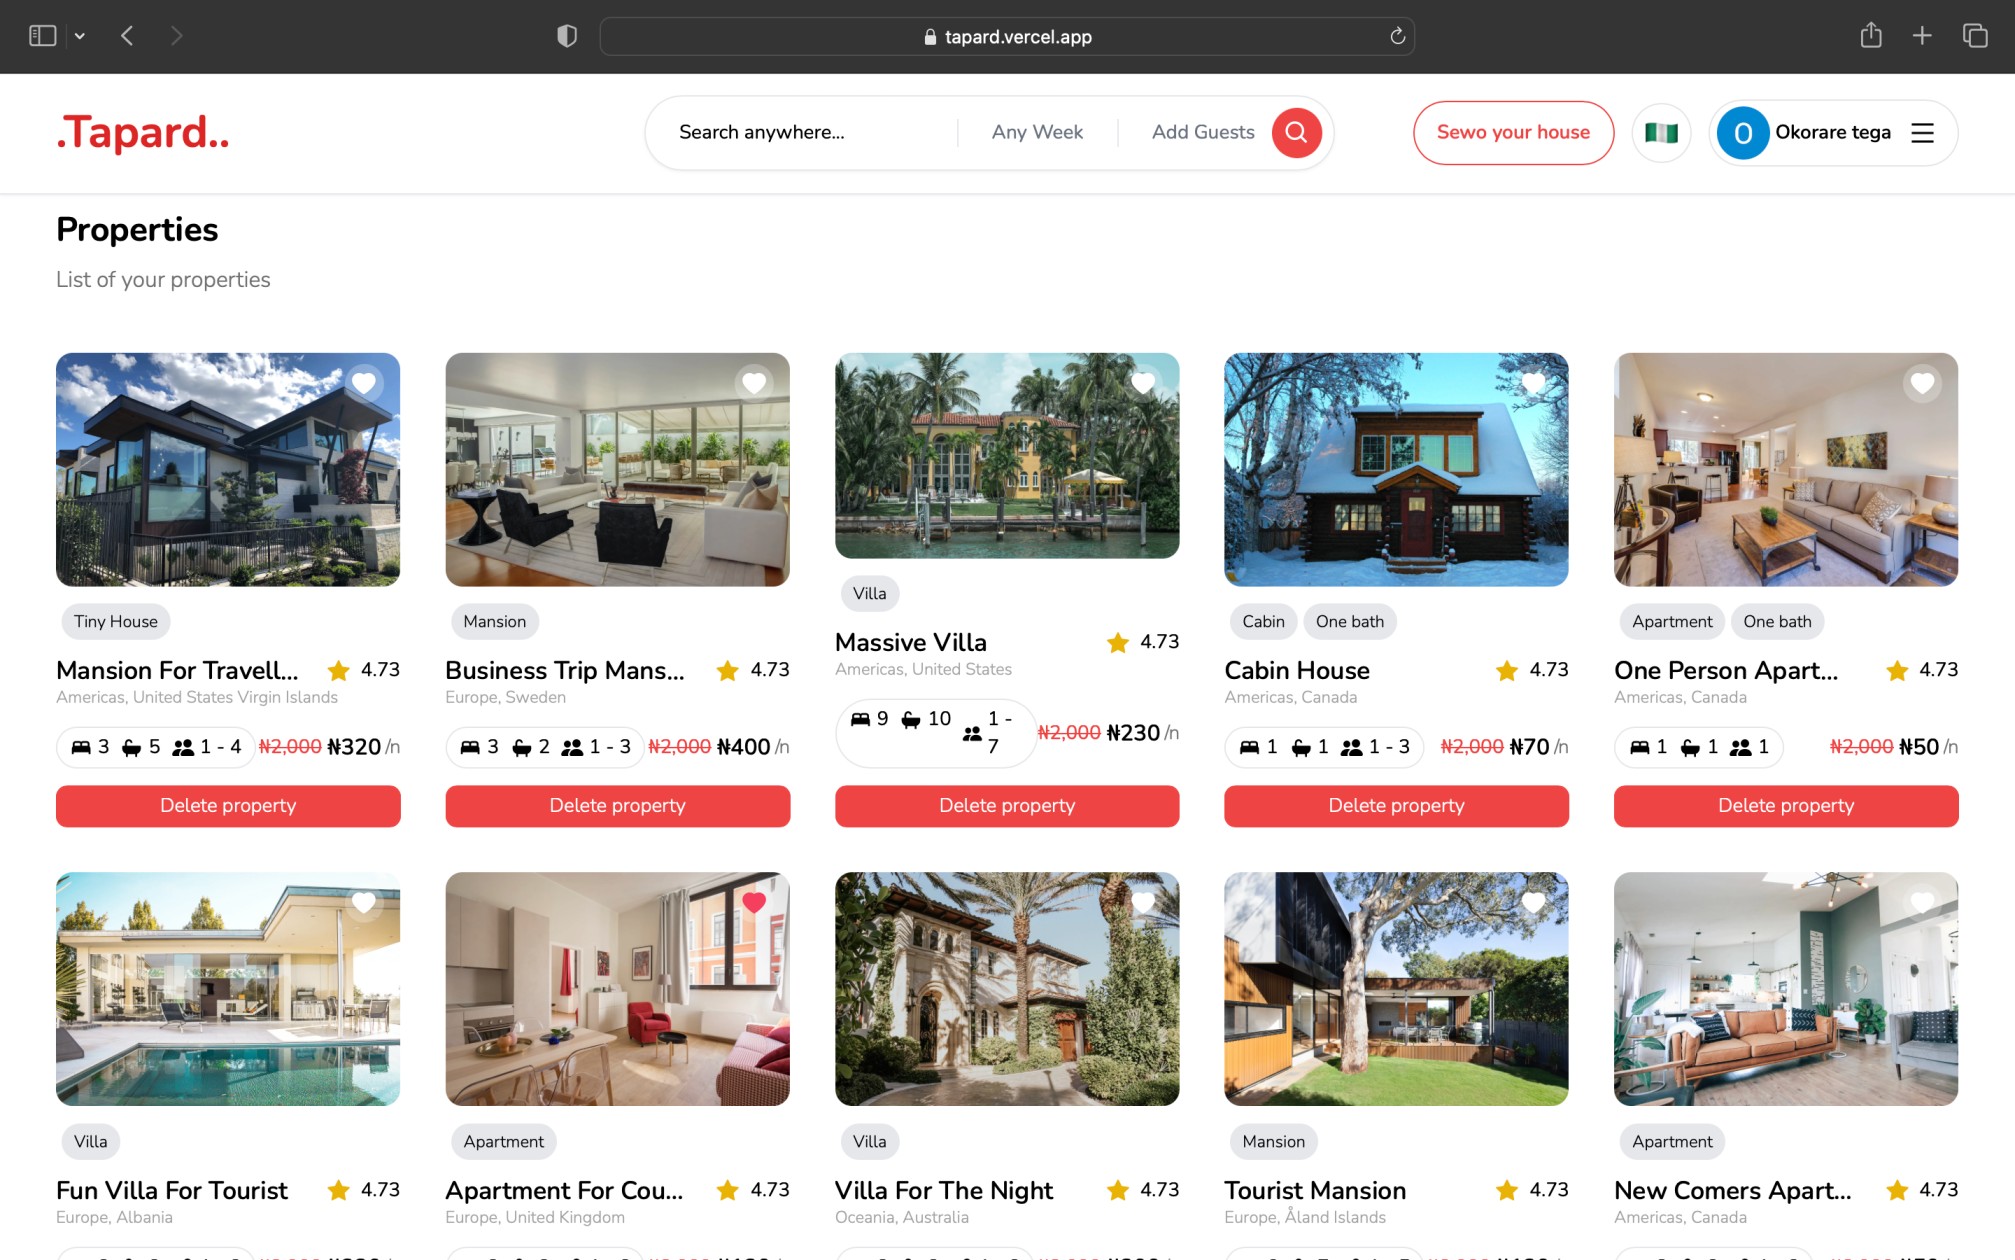 tapard.vercel.app
.Tapard..
Search anywhere...
Any Week
Add Guests
Sewo your house
O
Okorare tega
Properties
List of your properties
Tiny House
Mansion For Travell...
4.73
Americas, United States Virgin Islands
3 5 1 - 4
₦2,000 ₦320 /n
Delete property
Mansion
Business Trip Mans...
4.73
Europe, Sweden
3 2 1 - 3
₦2,000 ₦400 /n
Delete property
Villa
Massive Villa
4.73
Americas, United States
9 10 1 -
7
₦2,000 ₦230 /n
Delete property
Cabin
One bath
Cabin House
4.73
Americas, Canada
1 1 1 - 3
₦2,000 ₦70 /n
Delete property
Apartment
One bath
One Person Apart...
4.73
Americas, Canada
1 1 1
₦2,000 ₦50 /n
Delete property
Villa
Fun Villa For Tourist
4.73
Europe, Albania
Apartment
Apartment For Cou...
4.73
Europe, United Kingdom
Villa
Villa For The Night
4.73
Oceania, Australia
Mansion
Tourist Mansion
4.73
Europe, Åland Islands
Apartment
New Comers Apart...
4.73
Americas, Canada